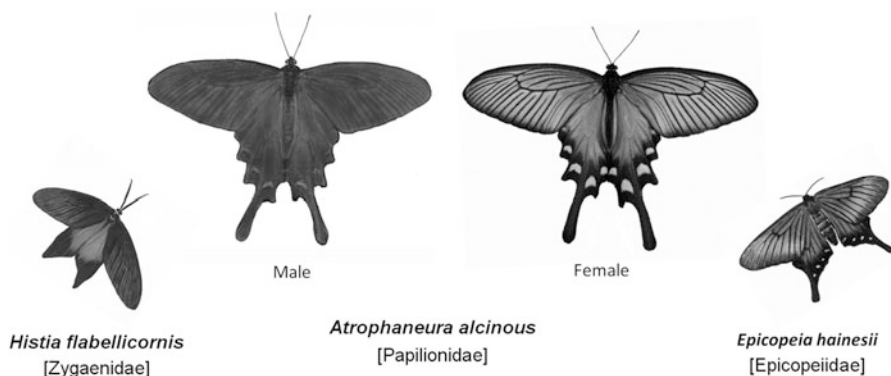 Male
Female
Histia flabellicornis
[Zygaenidae]
Atrophaneura alcinous
[Papilionidae]
Epicopeia hainesii
[Epicopeiidae]